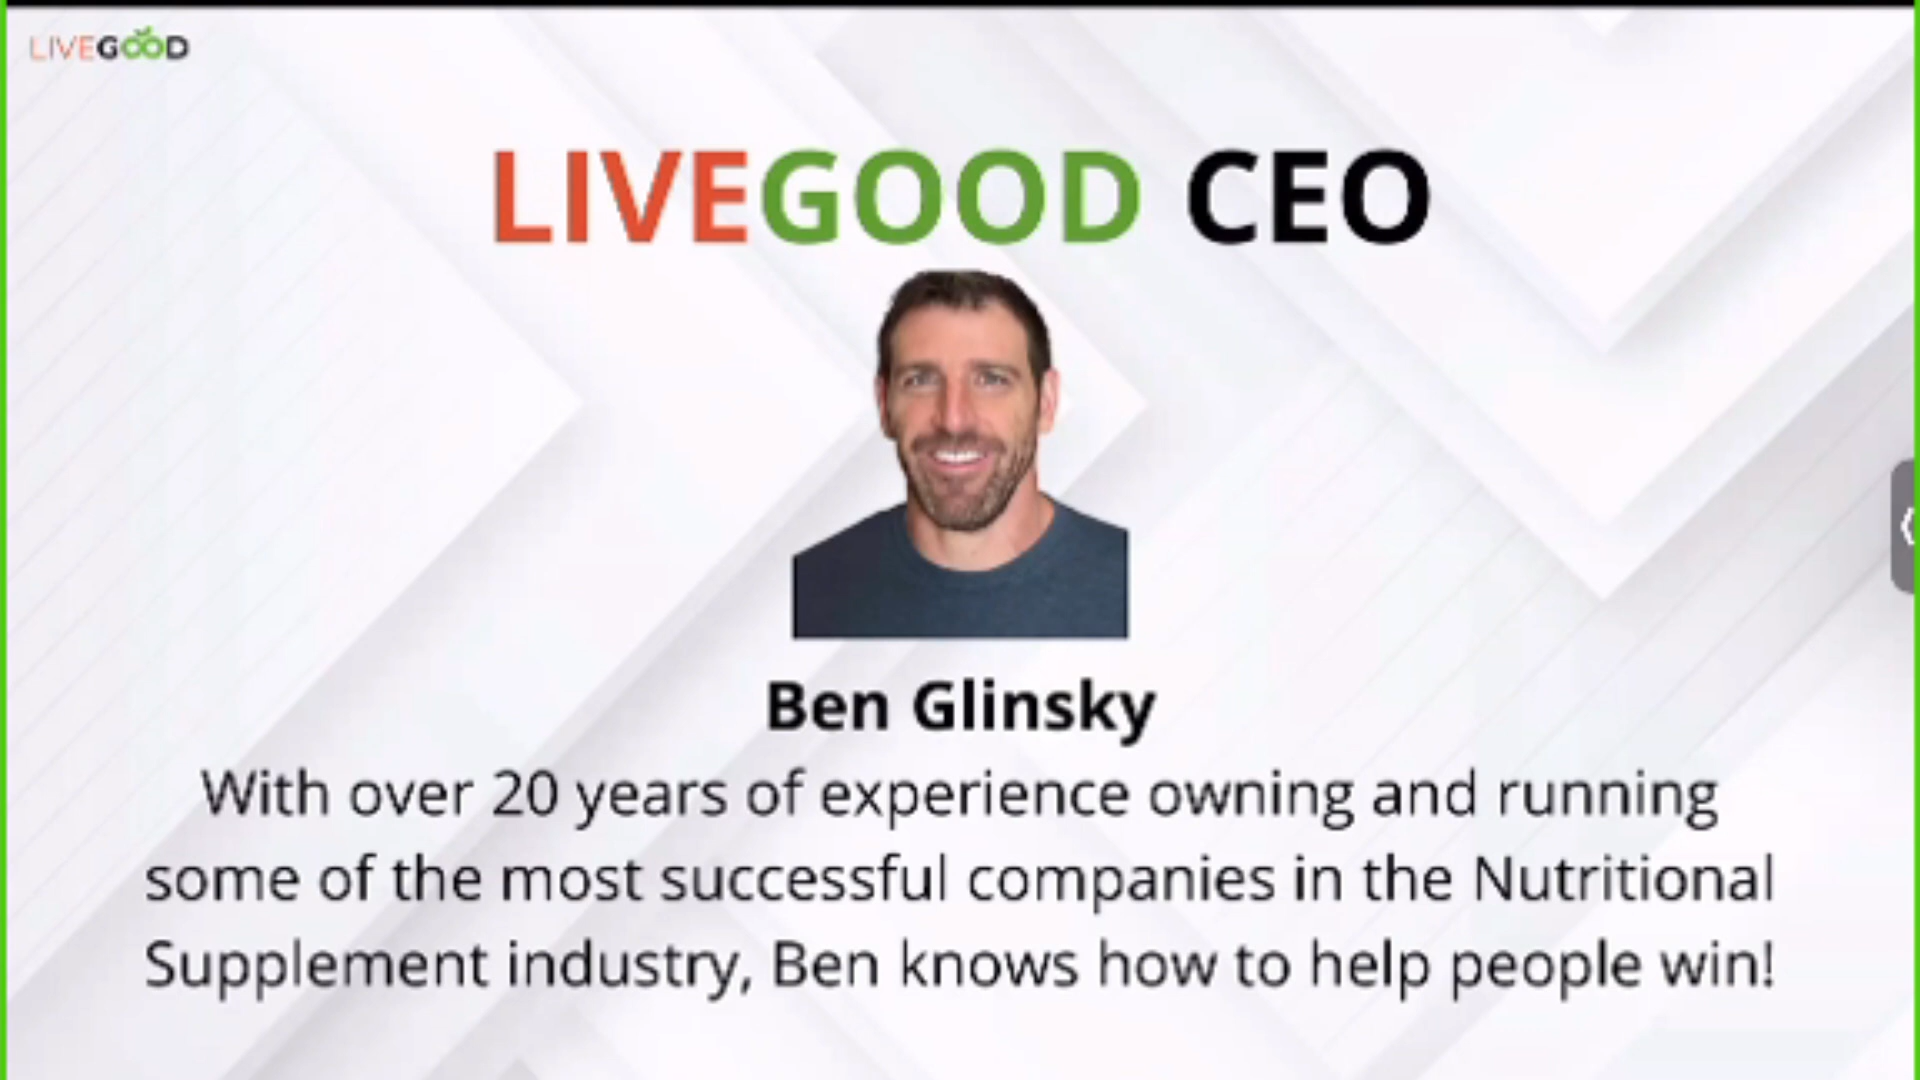 LIVEGOOD
LIVEGOOD CEO
Ben Glinsky
With over 20 years of experience owning and running
some of the most successful companies in the Nutritional
Supplement industry, Ben knows how to help people win!